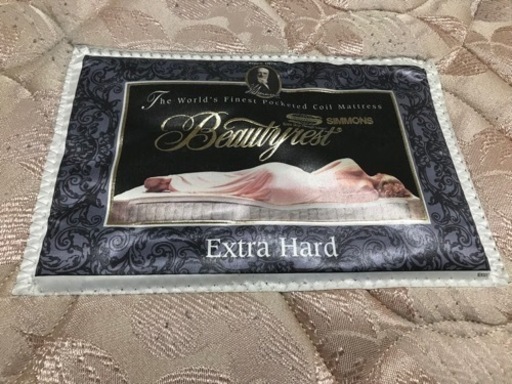 The World's Finest Pocketed Coil Mattress
SIMMONS
Beautyrest
Extra Hard